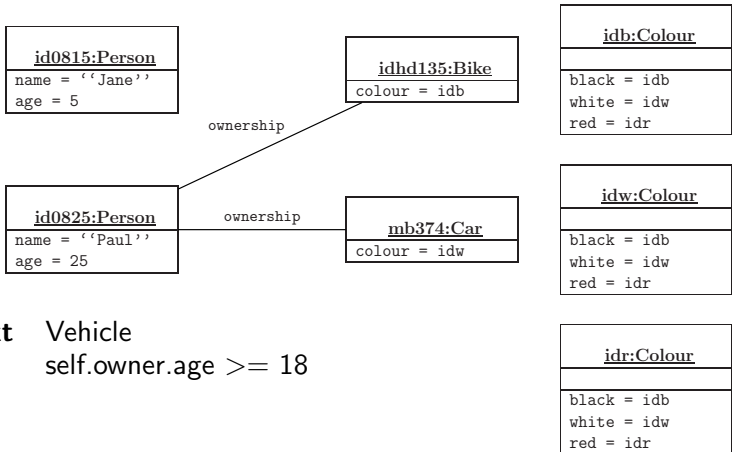 id0815:Person
name = ‘‘Jane’’
age = 5
idhd135:Bike
colour = idb
idb:Colour
black = idb
white = idw
red = idr
ownership
id0825:Person
name = ‘‘Paul’’
age = 25
ownership
mb374:Car
colour = idw
idw:Colour
black = idb
white = idw
red = idr
Vehicle
self.owner.age >= 18
idr:Colour
black = idb
white = idw
red = idr